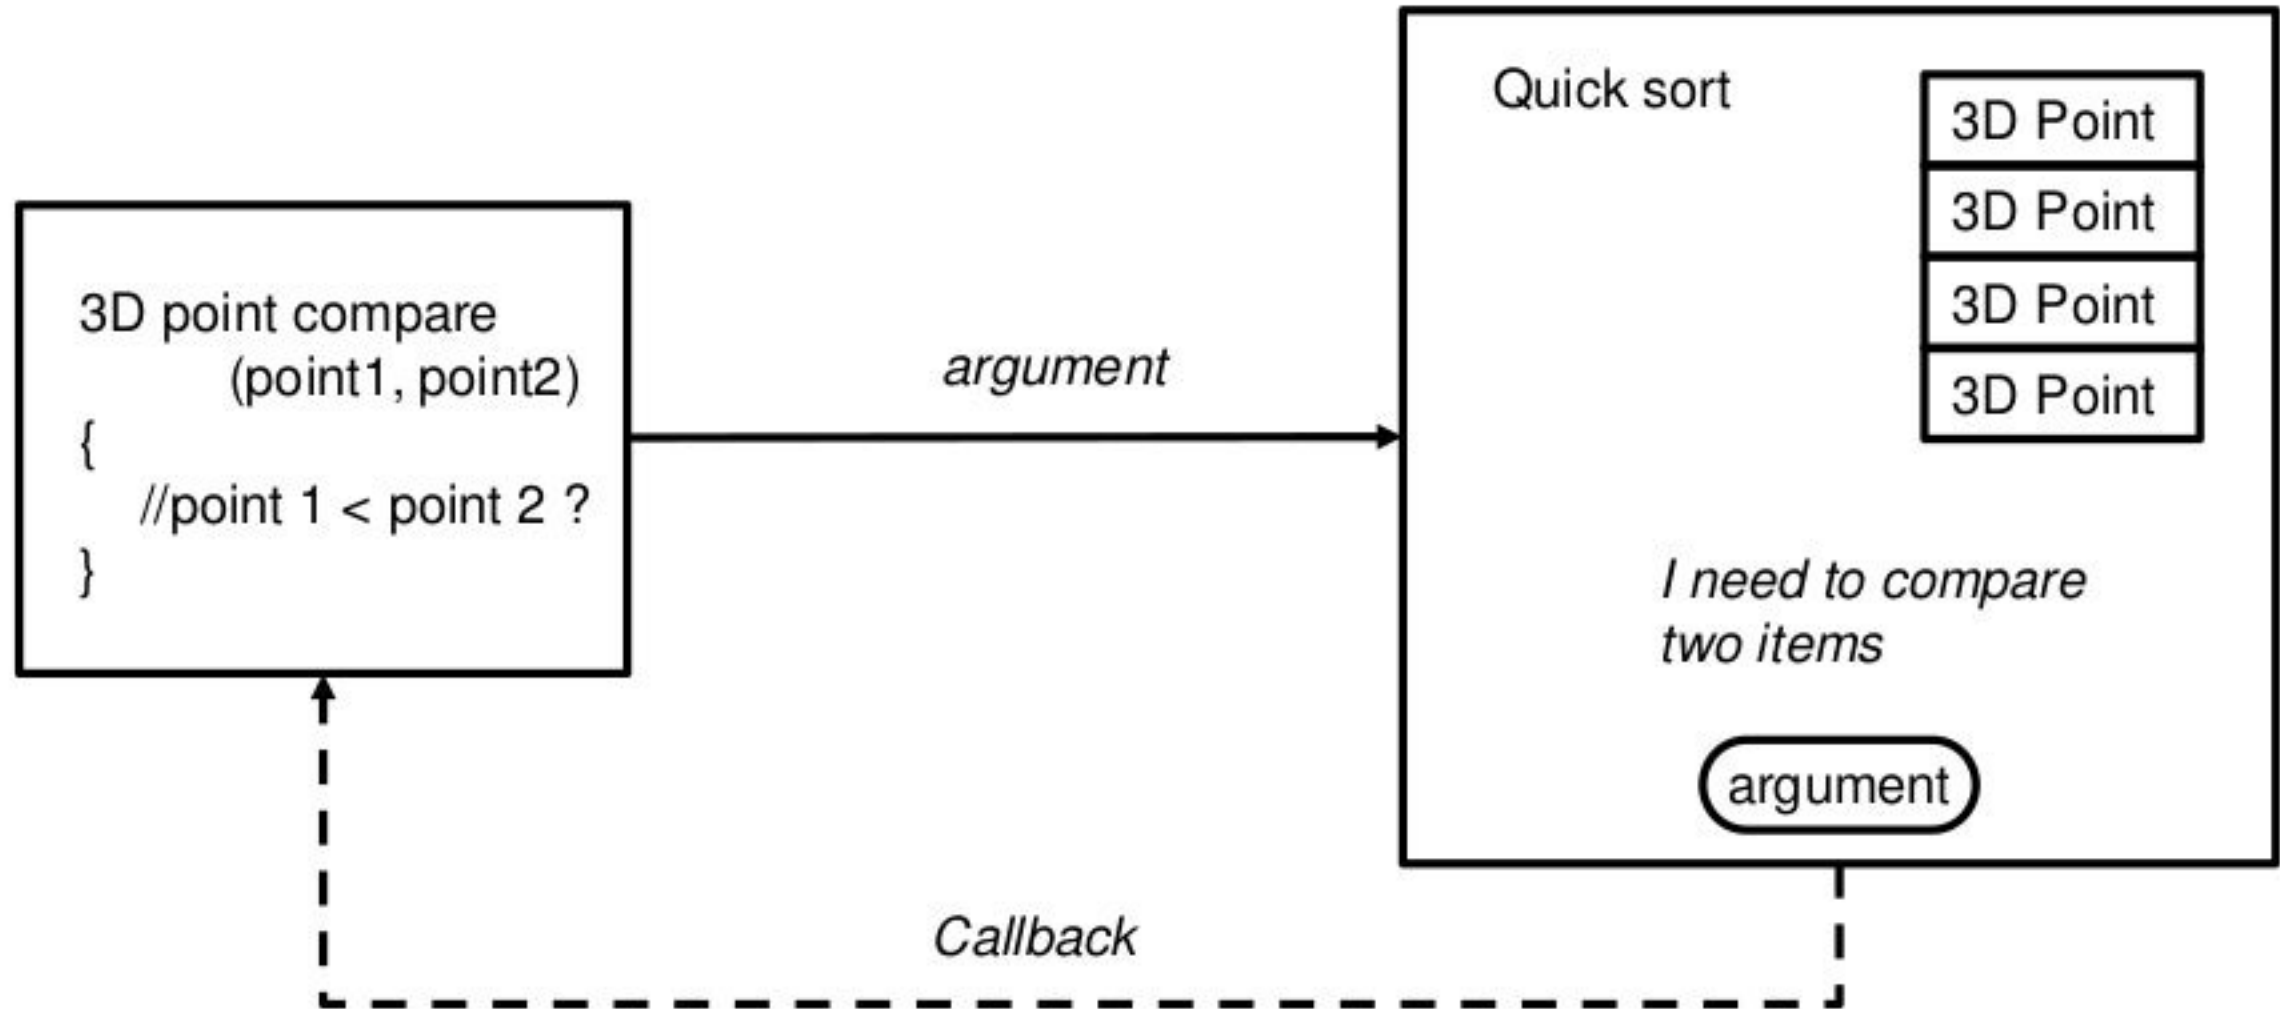 3D point compare
(point1, point2)
{
//point 1 < point 2 ?
}
argument
Quick sort
3D Point
3D Point
3D Point
3D Point
I need to compare
two items
argument
Callback